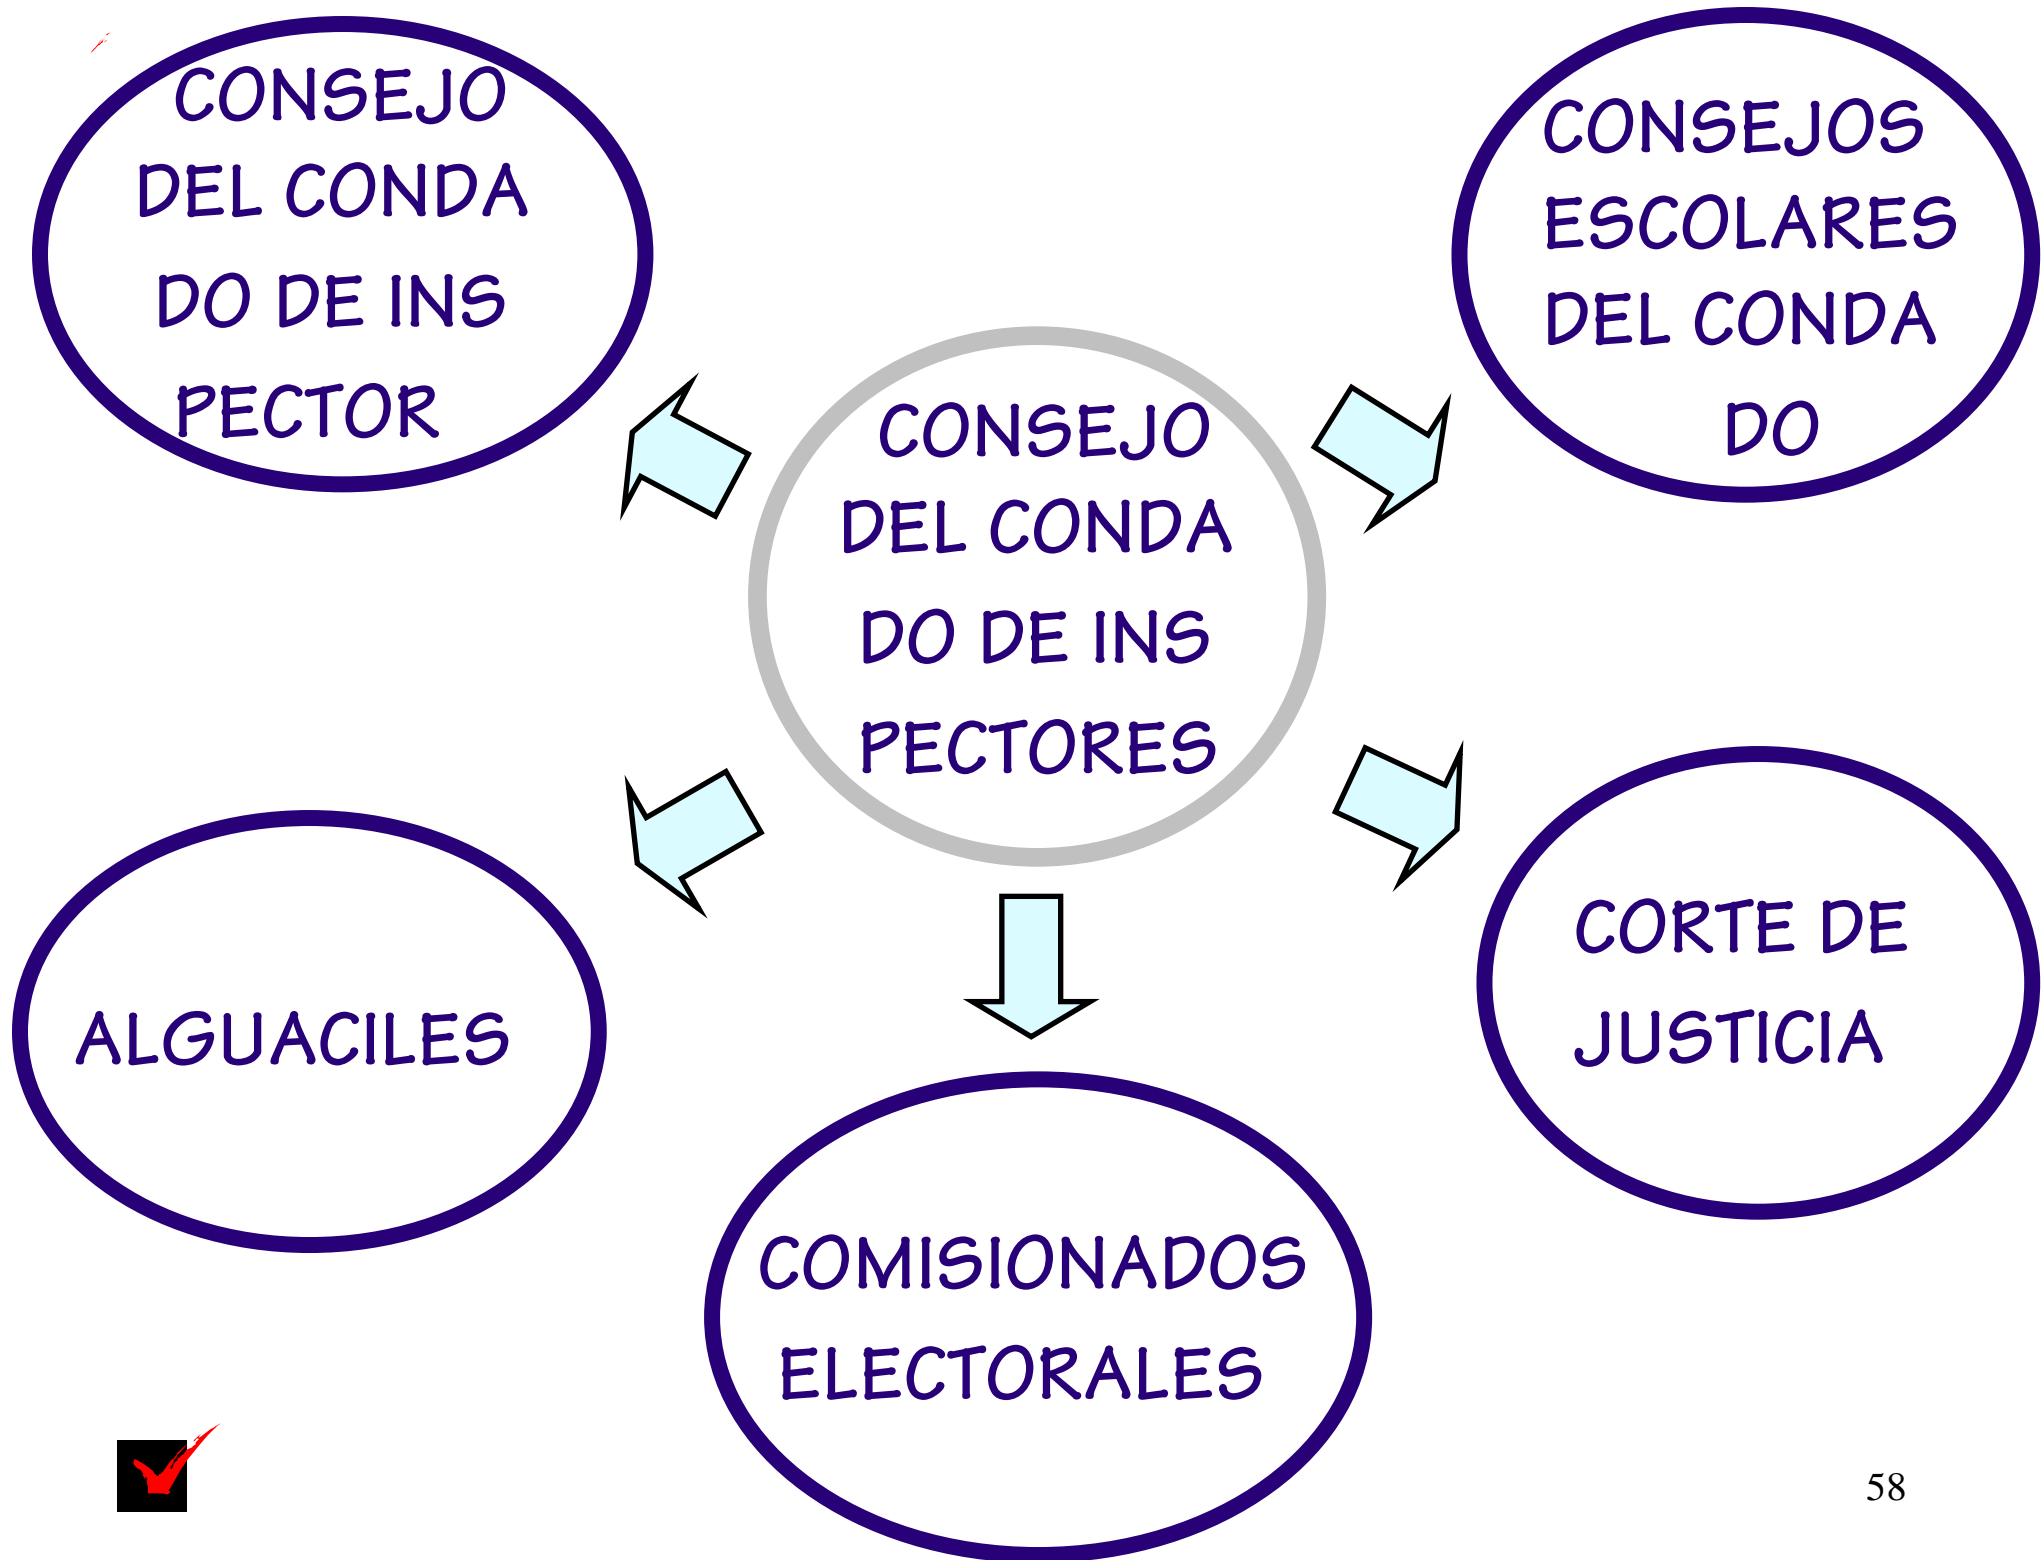 CONSEJO
DEL CONDA
DO DE INS
PECTOR
CONSEJOS
ESCOLARES
DEL CONDA
DO
CONSEJO
DEL CONDA
DO DE INS
PECTORES
ALGUACILES
CORTE DE
JUSTICIA
COMISIONADOS
ELECTORALES
58